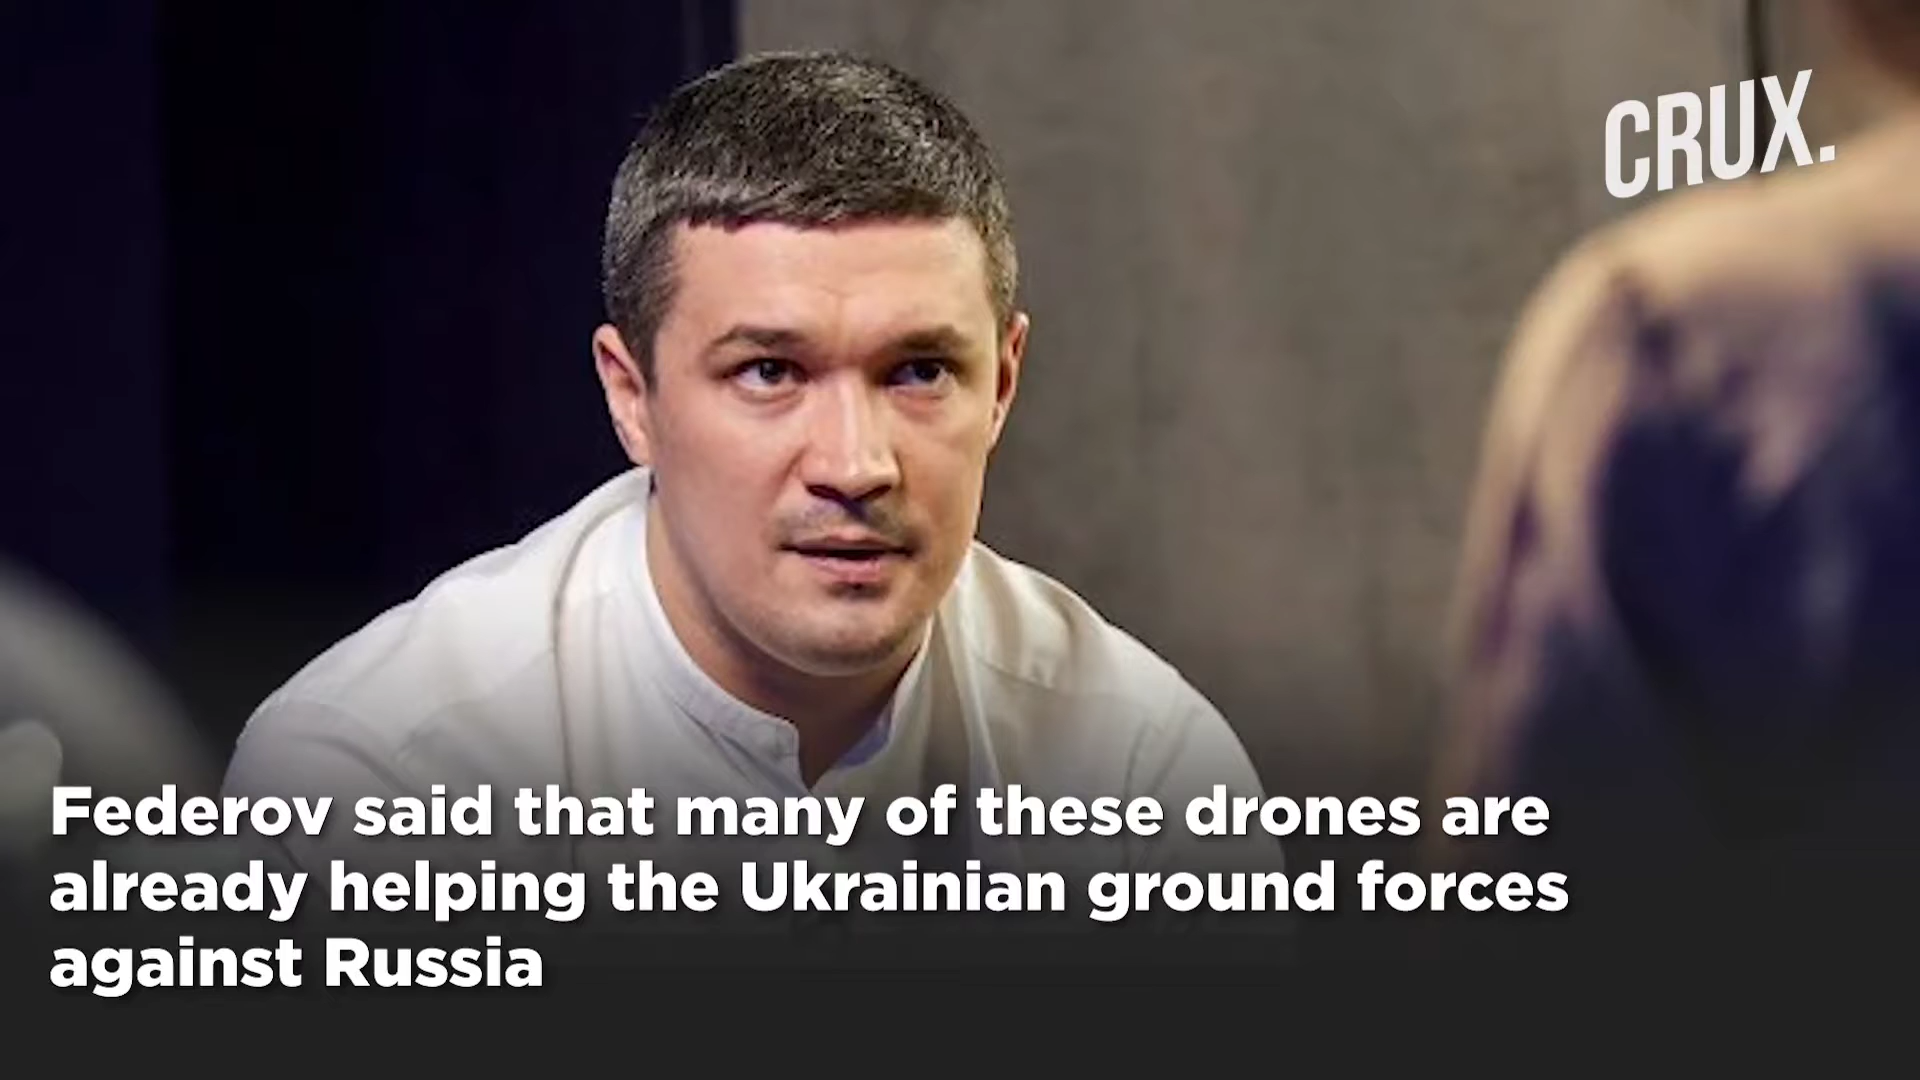 CRUX.
Federov said that many of these drones are
already helping the Ukrainian ground forces
against Russia